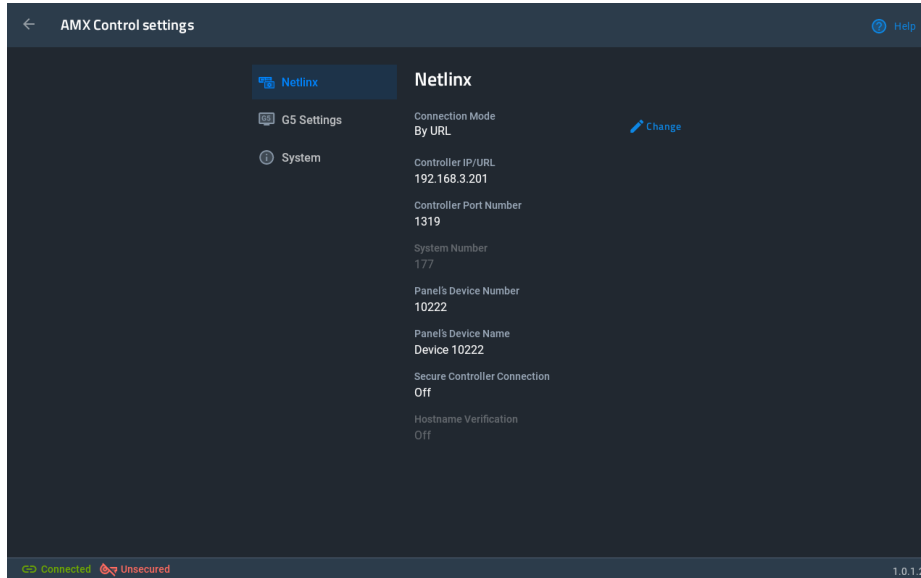 AMX Control settings
Help
Netlinx
G5 Settings
System
Netlinx
Connection Mode
By URL
Change
Controller IP/URL
192.168.3.201
Controller Port Number
1319
System Number
177
Panel's Device Number
10222
Panel's Device Name
Device 10222
Secure Controller Connection
Off
Hostname Verification
Off
Connected
Unsecured